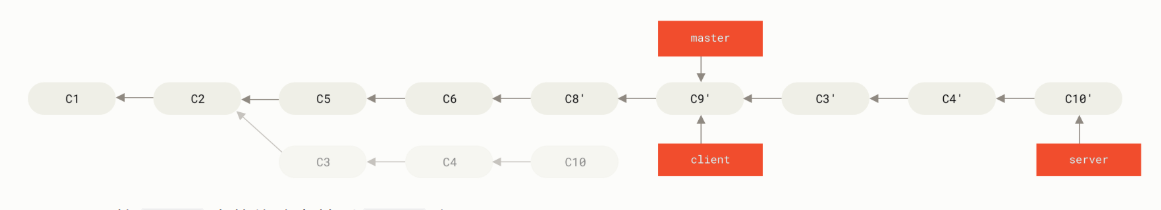 master
C1 C2 C5 C6 C8' C9' C3' C4' C10'
C3 C4 C10 client server